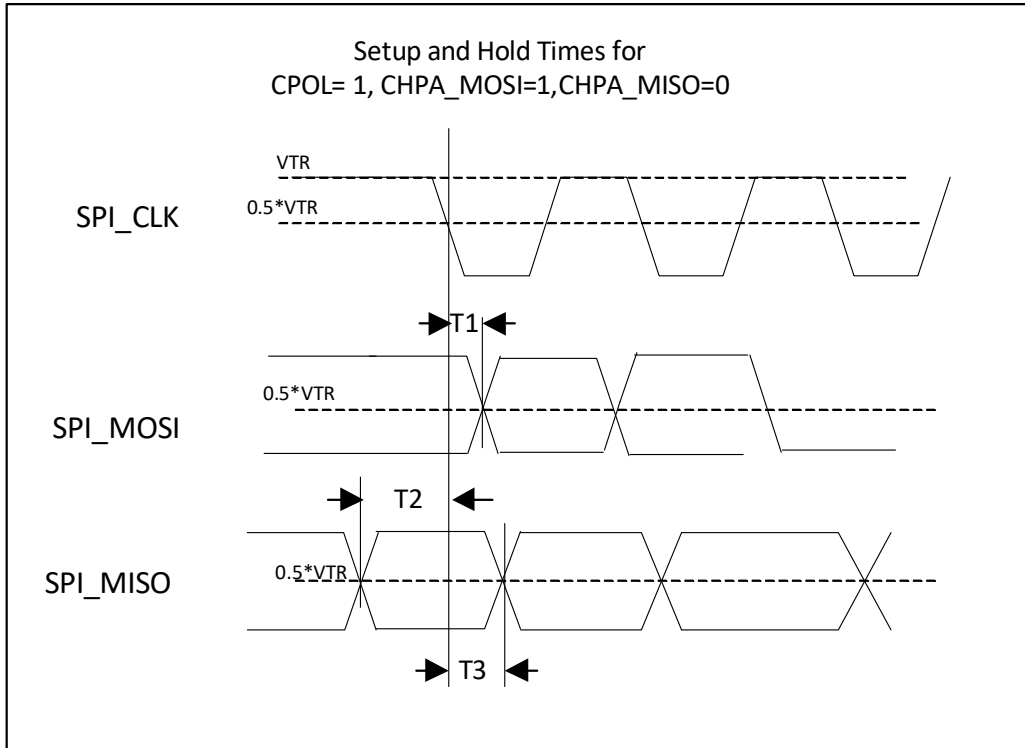 Setup and Hold Times for
CPOL= 1, CHPA_MOSI=1,CHPA_MISO=0
VTR
0.5*VTR
SPI_CLK
T1
0.5*VTR
SPI_MOSI
T2
0.5*VTR
SPI_MISO
T3